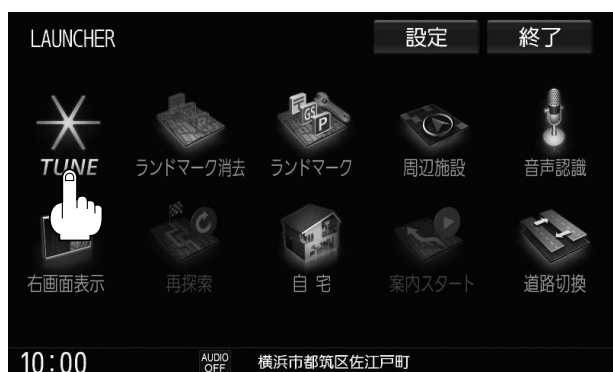 LAUNCHER 設定 終了
TUNE ランドマーク消去 GS P ランドマーク 周辺施設 音声認識
右画面表示 再探索 自宅 案内スタート 道路切換
10:00 AUDIO OFF 横浜市都筑区佐江戸町